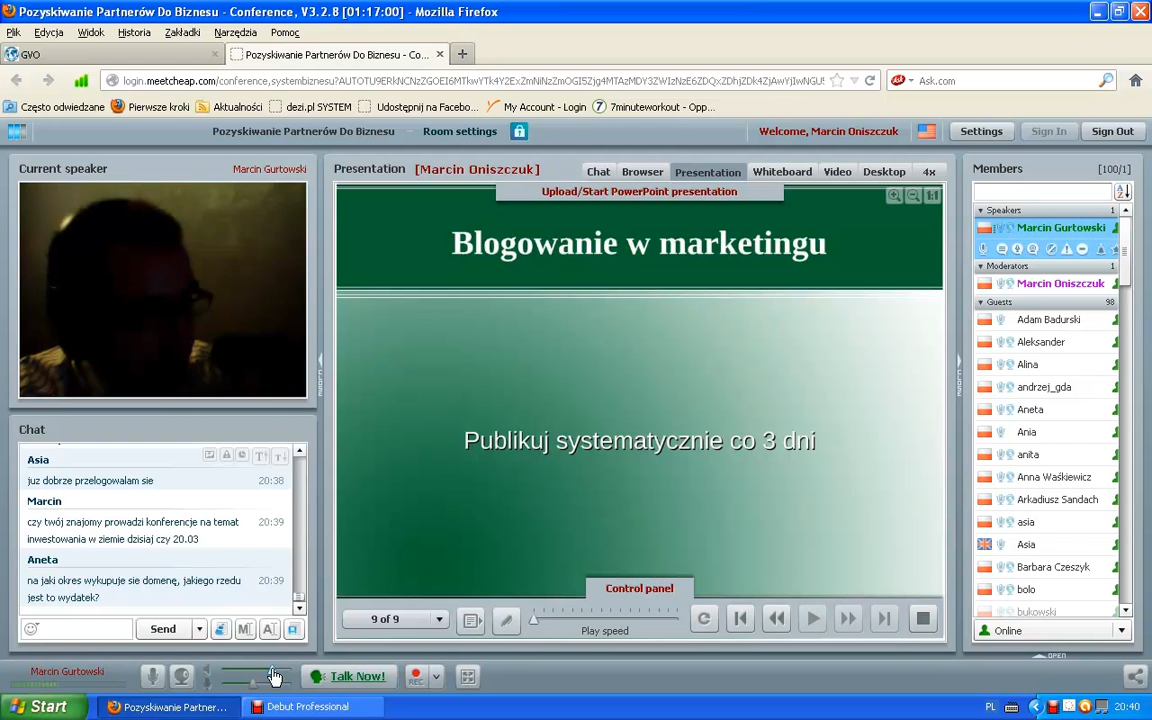 Pozyskiwanie Partnerów Do Biznesu - Conference, V3.2.8 [01:17:00] - Mozilla Firefox
Plik Edycja Widok Historia Zakładki Narzędzia Pomoc
GVO
Pozyskiwanie Partnerów Do Biznesu - Co...
Ask.com
Często odwiedzane Pierwsze kroki Aktualności dezi.pl SYSTEM Udostępnij na Facebo... My Account - Login 7minuteworkout - Opp...
Pozyskiwanie Partnerów Do Biznesu Room settings Welcome, Marcin Oniszczuk Settings Sign In Sign Out
Current speaker Marcin Gurtowski
Presentation [Marcin Oniszczuk] Chat Browser Presentation Whiteboard Video Desktop 4x
Upload/Start PowerPoint presentation
1:1
Blogowanie w marketingu
Publikuj systematycznie co 3 dni
Control panel
9 of 9
Play speed
Members [100/1]
Speakers 1
Marcin Gurtowski
Moderators 1
Marcin Oniszczuk
Guests 98
Adam Badurski
Aleksander
Alina
andrzej_gda
Aneta
Ania
anita
Anna Waśkiewicz
Arkadiusz Sandach
asia
Asia
Barbara Czeszyk
bolo
bukowski
Online
Chat
Asia
juz dobrze przelogowalam sie 20:38
Marcin
czy twój znajomy prowadzi konferencje na temat 20:39
inwestowania w ziemie dzisiaj czy 20.03
Aneta
na jaki okres wykupuje sie domenę, jakiego rzedu 20:39
jest to wydatek?
Send
Marcin Gurtowski
Talk Now!
REC
OPEN
Start Pozyskiwanie Partner... Debut Professional PL 20:40